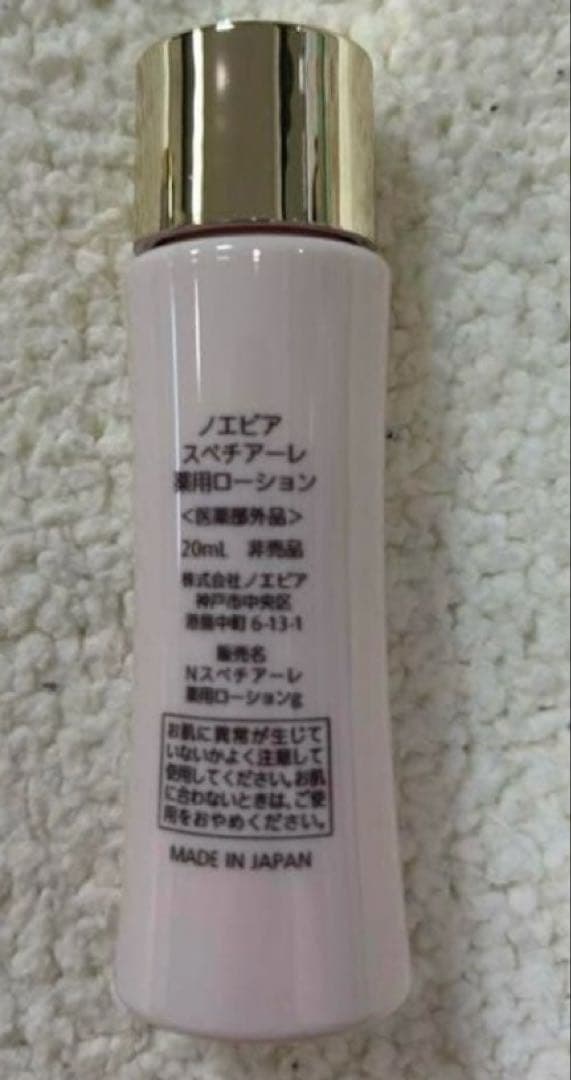 ノエビア
スペチアーレ
薬用ローション
<医薬部外品>
20mL 非売品
株式会社ノエビア
神戸市中央区
港島中町 6-13-1
販売名
Nスペチアーレ
薬用ローションg
お肌に異常が生じて
いないかよく注意して
使用してください。お肌
に合わないときは、ご使
用をおやめください。
MADE IN JAPAN